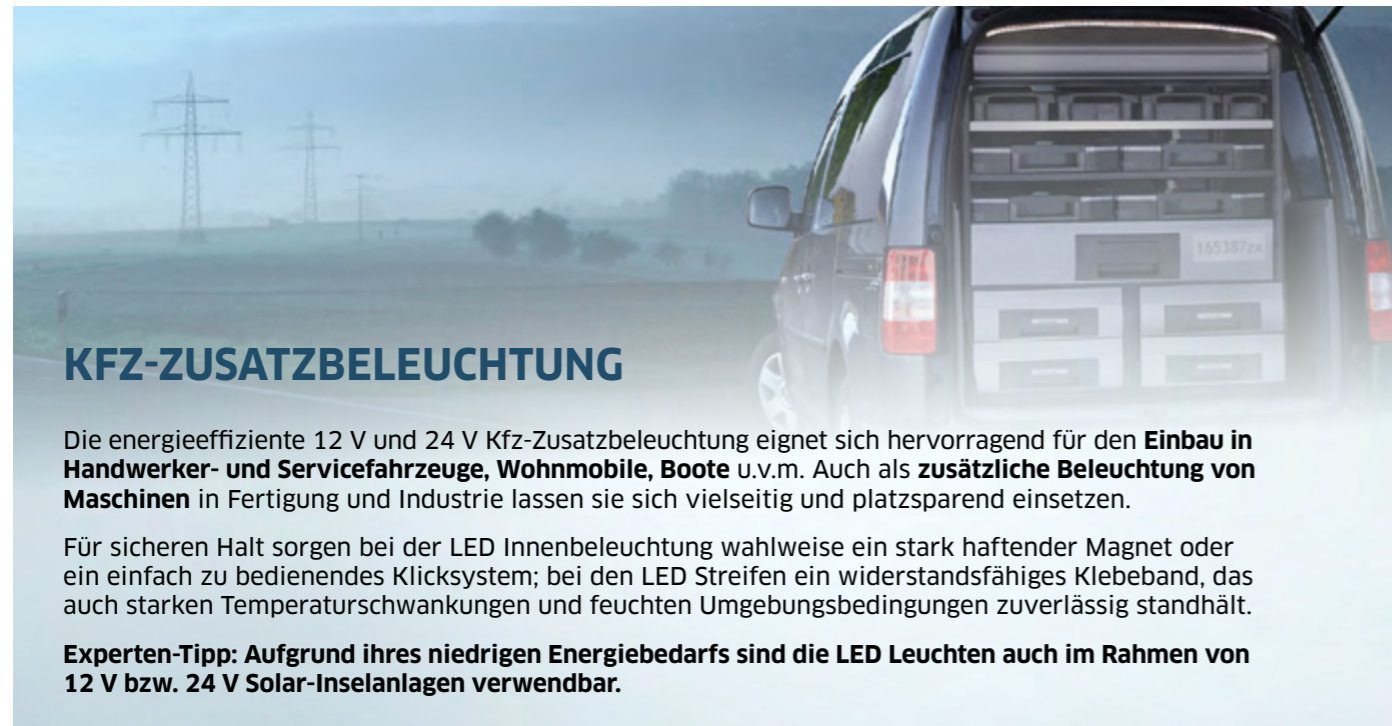 165387zx
KFZ-ZUSATZBELEUCHTUNG
Die energieeffiziente 12 V und 24 V Kfz-Zusatzbeleuchtung eignet sich hervorragend für den Einbau in
Handwerker- und Servicefahrzeuge, Wohnmobile, Boote u.v.m. Auch als zusätzliche Beleuchtung von
Maschinen in Fertigung und Industrie lassen sie sich vielseitig und platzsparend einsetzen.
Für sicheren Halt sorgen bei der LED Innenbeleuchtung wahlweise ein stark haftender Magnet oder
ein einfach zu bedienendes Klicksystem; bei den LED Streifen ein widerstandsfähiges Klebeband, das
auch starken Temperaturschwankungen und feuchten Umgebungsbedingungen zuverlässig standhält.
Experten-Tipp: Aufgrund ihres niedrigen Energiebedarfs sind die LED Leuchten auch im Rahmen von
12 V bzw. 24 V Solar-Inselanlagen verwendbar.